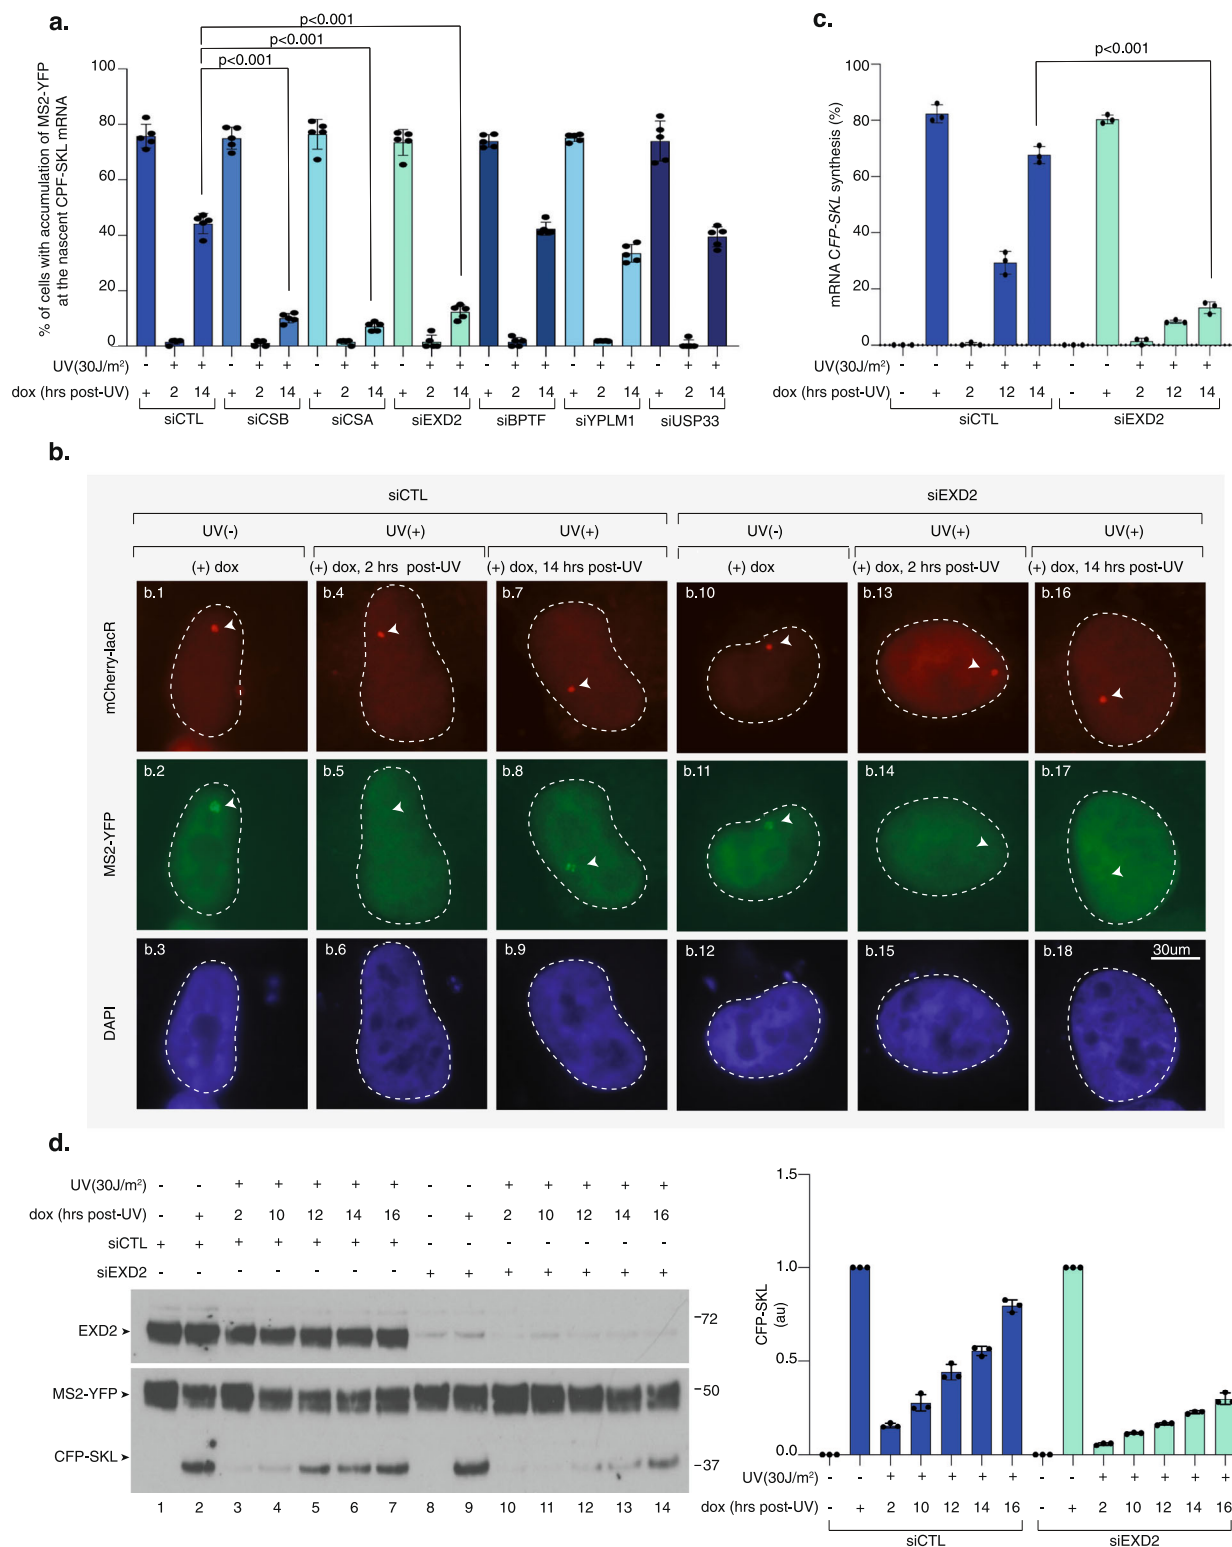 a.
p<0.001
p<0.001
p<0.001
% of cells with accumulation of MS2-YFP
at the nascent CPF-SKL mRNA
100
80
60
40
20
0
UV(30J/m²) - + + - + + - + + - + + - + + - + + - + +
dox (hrs post-UV) + 2 14 + 2 14 + 2 14 + 2 14 + 2 14 + 2 14 + 2 14
siCTL siCSB siCSA siEXD2 siBPTF siYPLM1 siUSP33
c.
p<0.001
mRNA CFP-SKL synthesis (%)
100
80
60
40
20
0
UV(30J/m²) - - + + + - - + + +
dox (hrs post-UV) - + 2 12 14 - + 2 12 14
siCTL siEXD2
b.
siCTL siEXD2
UV(-) UV(+) UV(+) UV(-) UV(+) UV(+)
(+) dox (+) dox, 2 hrs post-UV (+) dox, 14 hrs post-UV (+) dox (+) dox, 2 hrs post-UV (+) dox, 14 hrs post-UV
mCherry-lacR
b.1 b.4 b.7 b.10 b.13 b.16
MS2-YFP
b.2 b.5 b.8 b.11 b.14 b.17
DAPI
b.3 b.6 b.9 b.12 b.15 b.18
30um
d.
UV(30J/m²) - - + + + + + - - + + + + +
dox (hrs post-UV) - + 2 10 12 14 16 - + 2 10 12 14 16
siCTL + + + + + + + - - - - - - -
siEXD2 - - - - - - - + + + + + + +
EXD2
-72
MS2-YFP
-50
CFP-SKL
-37
1 2 3 4 5 6 7 8 9 10 11 12 13 14
CFP-SKL
(au)
1.5
1.0
0.5
0.0
UV(30J/m²) - - + + + + + - - + + + + +
dox (hrs post-UV) - + 2 10 12 14 16 - + 2 10 12 14 16
siCTL siEXD2